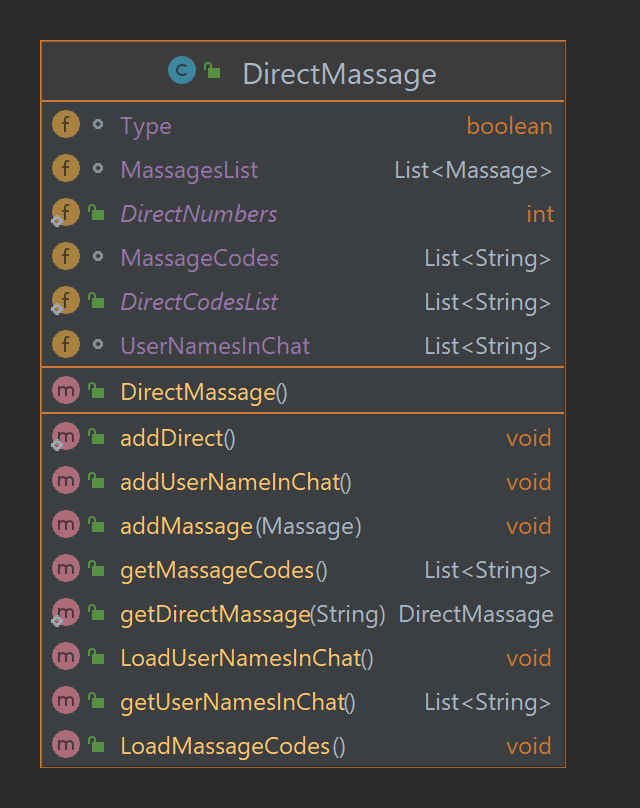 C DirectMassage
f Type boolean
f MassagesList List<Massage>
f DirectNumbers int
f MassageCodes List<String>
f DirectCodesList List<String>
f UserNamesInChat List<String>
m DirectMassage()
m addDirect() void
m addUserNameInChat() void
m addMassage(Massage) void
m getMassageCodes() List<String>
m getDirectMassage(String) DirectMassage
m LoadUserNamesInChat() void
m getUserNamesInChat() List<String>
m LoadMassageCodes() void